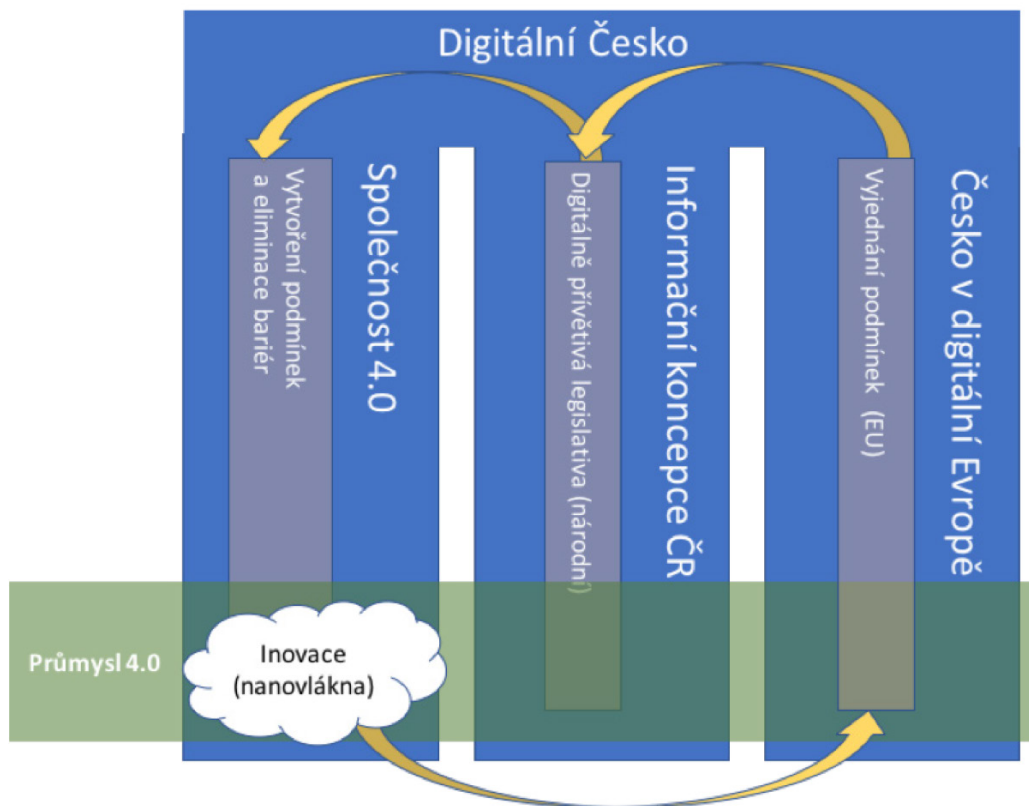 Digitální Česko
Společnost 4.0
Vytvoření podmínek
a eliminace bariér
Informační koncepce ČR
Digitálně přívětivá legislativa (národní)
Česko v digitální Evropě
Vyjednání podmínek (EU)
Průmysl 4.0
Inovace
(nanovlákna)